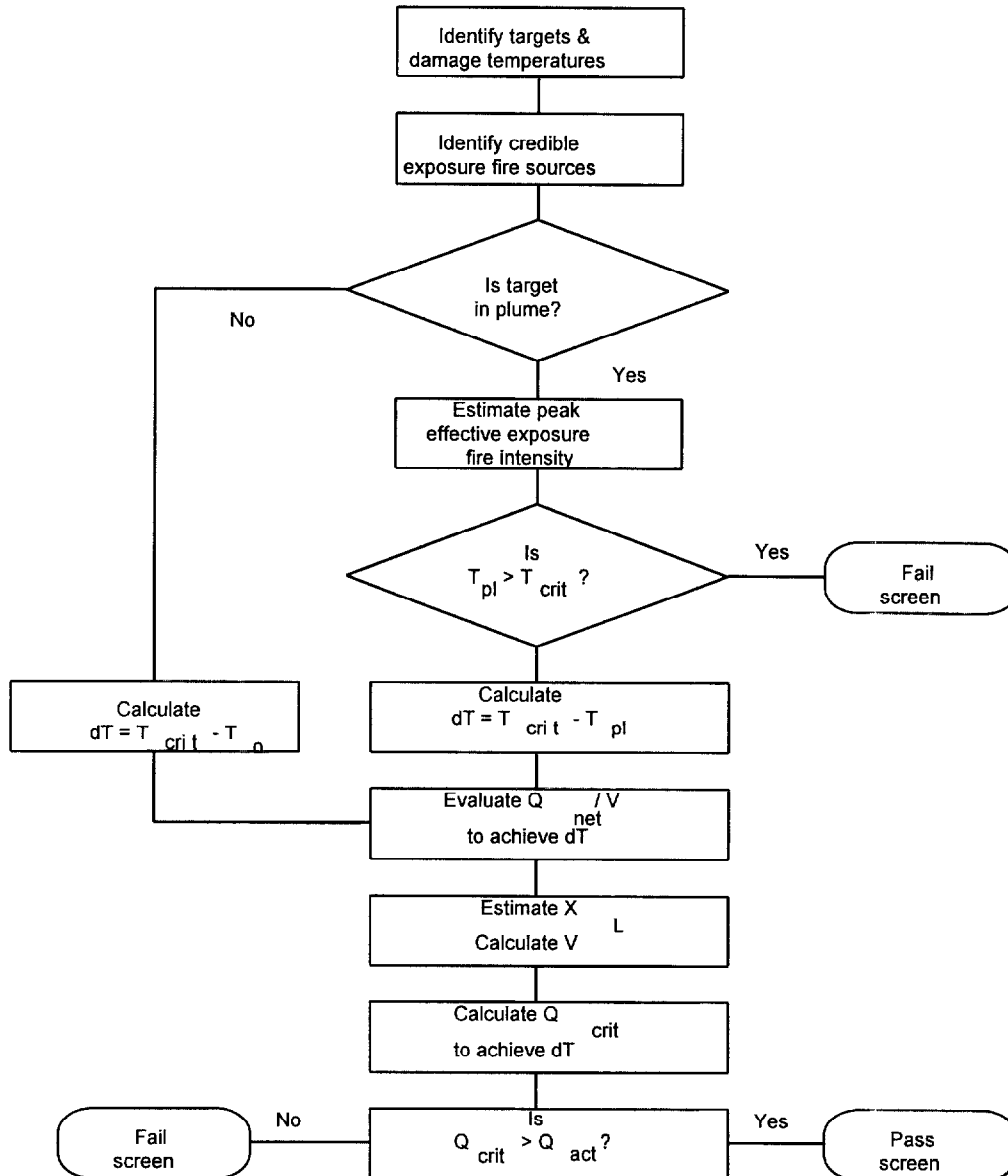 Identify targets &
damage temperatures
Identify credible
exposure fire sources
Is target
in plume?
No
Yes
Estimate peak
effective exposure
fire intensity
Is
T pl > T crit ?
Yes
Fail
screen
Calculate
dT = T crit - T o
Calculate
dT = T crit - T pl
Evaluate Q net / V
to achieve dT
Estimate X L
Calculate V
Calculate Q crit
to achieve dT
Is
Q crit > Q act ?
No
Fail
screen
Yes
Pass
screen